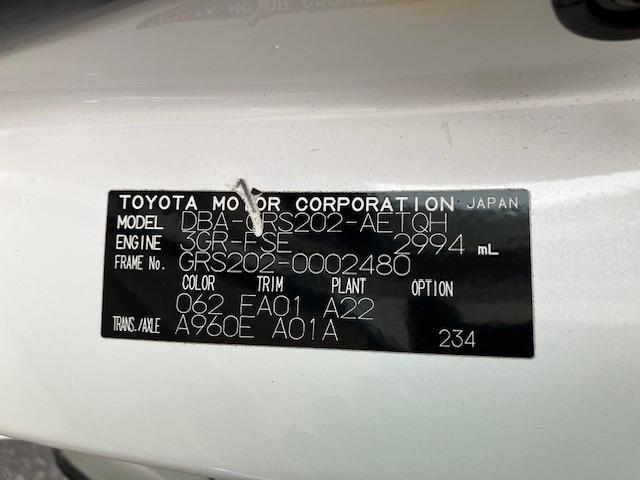 TOYOTA MOTOR CORPORATION JAPAN
MODEL DBA-GRS202-AETQH
ENGINE 3GR-FSE 2994 mL
FRAME No. GRS202-0002480
COLOR TRIM PLANT OPTION
062 FA01 A22
TRANS./AXLE A960E A01A 234